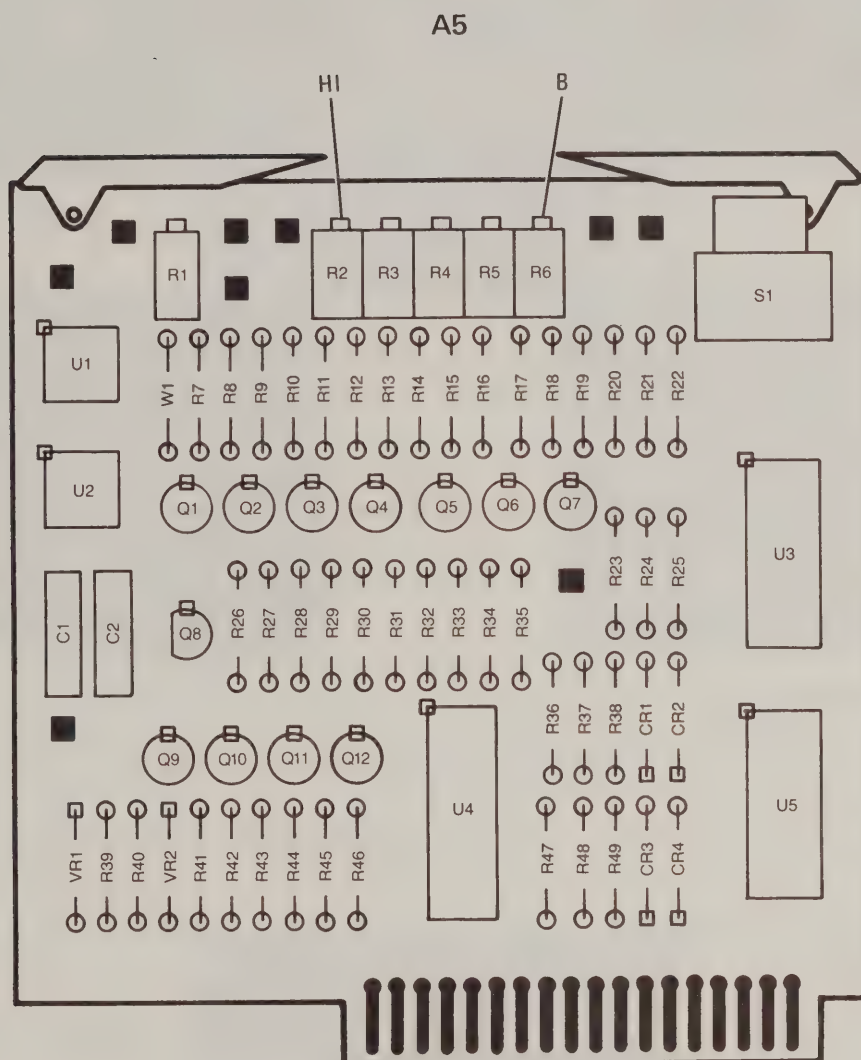 A5
HI B
R1 R2 R3 R4 R5 R6 S1
U1
W1 R7 R8 R9 R10 R11 R12 R13 R14 R15 R16 R17 R18 R19 R20 R21 R22
U2
Q1 Q2 Q3 Q4 Q5 Q6 Q7
U3
R23 R24 R25
C1 C2 Q8 R26 R27 R28 R29 R30 R31 R32 R33 R34 R35
R36 R37 R38 CR1 CR2
Q9 Q10 Q11 Q12
U4 U5
VR1 R39 R40 VR2 R41 R42 R43 R44 R45 R46 R47 R48 R49 CR3 CR4